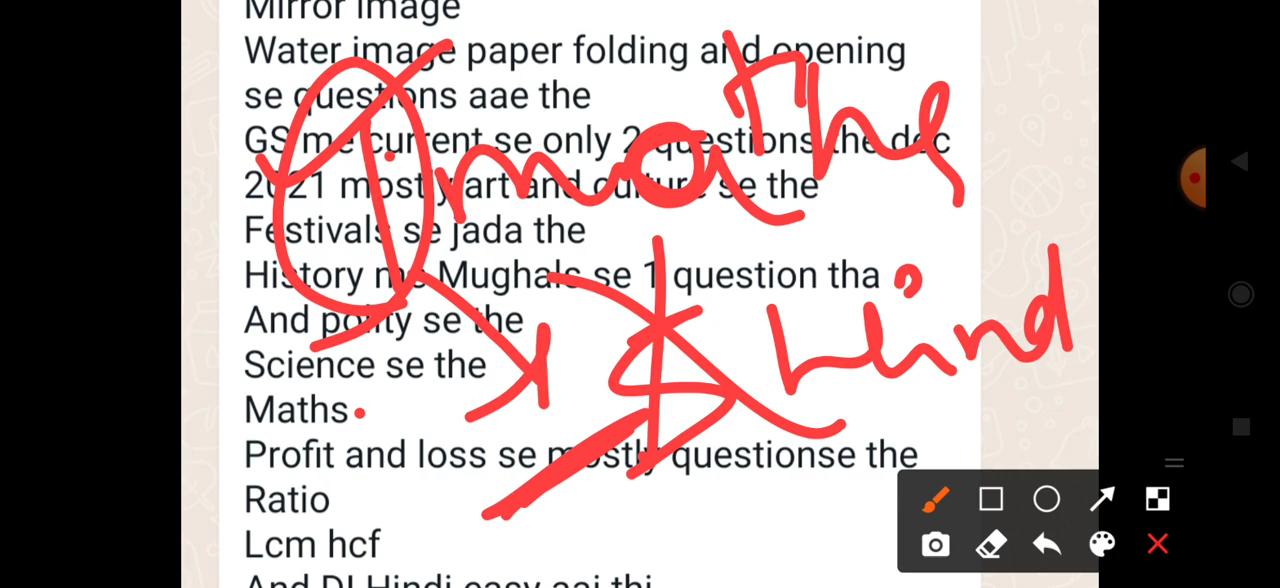 Mirror image
Water image paper folding and opening
se questions aae the
GS me current se only 2 questions the dec
2021 mostly art and culture se the
Festivals se jada the
History me Mughals se 1 question tha
And polity se the
Science se the
Maths
Profit and loss se mostly questionse the
Ratio
Lcm hcf
And DI Hindi easy aai thi
maths
Hind